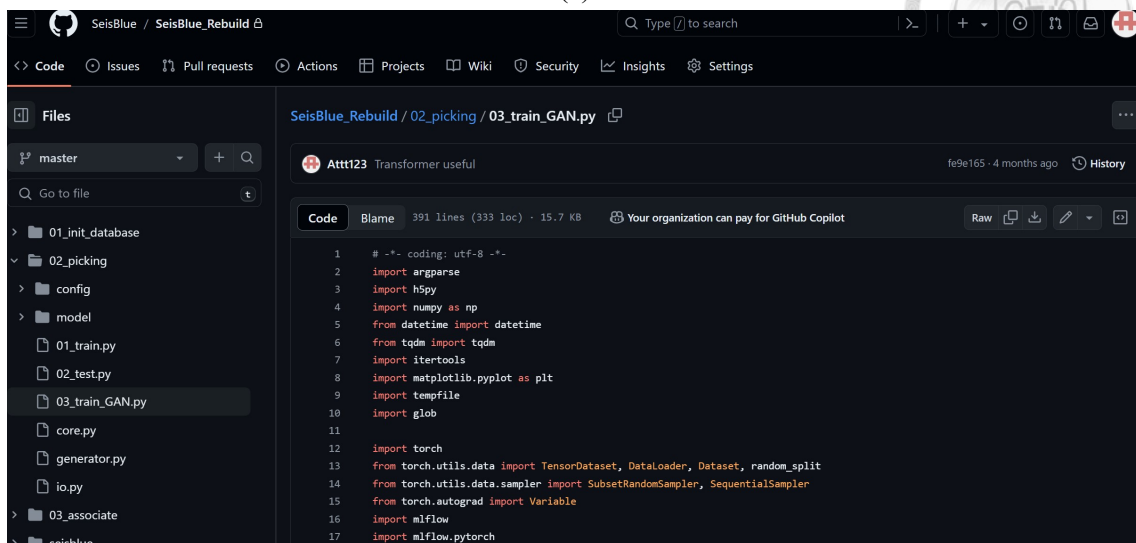 SeisBlue / SeisBlue_Rebuild
Type / to search
<> Code Issues Pull requests Actions Projects Wiki Security Insights Settings
Files
SeisBlue_Rebuild / 02_picking / 03_train_GAN.py
master
Attt123 Transformer useful
fe9e165 · 4 months ago History
Go to file t
Code Blame 391 lines (333 loc) · 15.7 KB Your organization can pay for GitHub Copilot Raw
01_init_database
02_picking
config
model
01_train.py
02_test.py
03_train_GAN.py
core.py
generator.py
io.py
03_associate
seisblue
1 # -*- coding: utf-8 -*-
2 import argparse
3 import h5py
4 import numpy as np
5 from datetime import datetime
6 from tqdm import tqdm
7 import itertools
8 import matplotlib.pyplot as plt
9 import tempfile
10 import glob
11
12 import torch
13 from torch.utils.data import TensorDataset, DataLoader, Dataset, random_split
14 from torch.utils.data.sampler import SubsetRandomSampler, SequentialSampler
15 from torch.autograd import Variable
16 import mlflow
17 import mlflow.pytorch